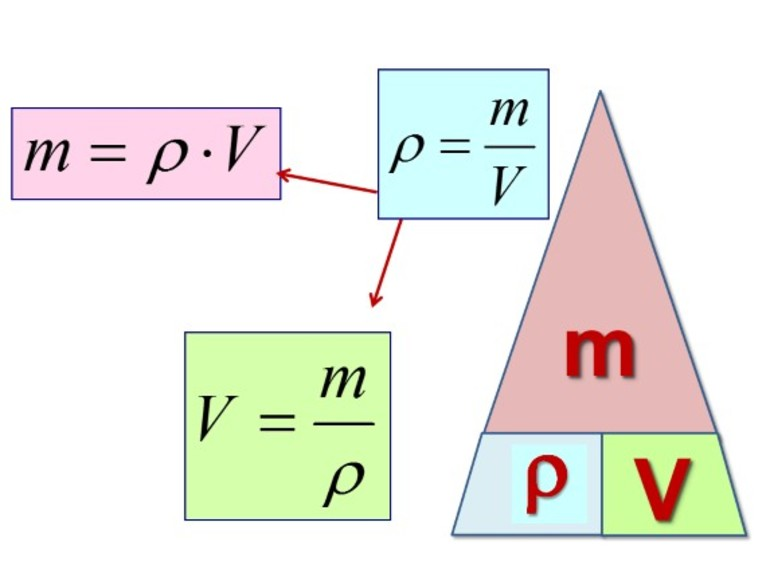 m = ρ · V
ρ = m / V
V = m / ρ
m
ρ V